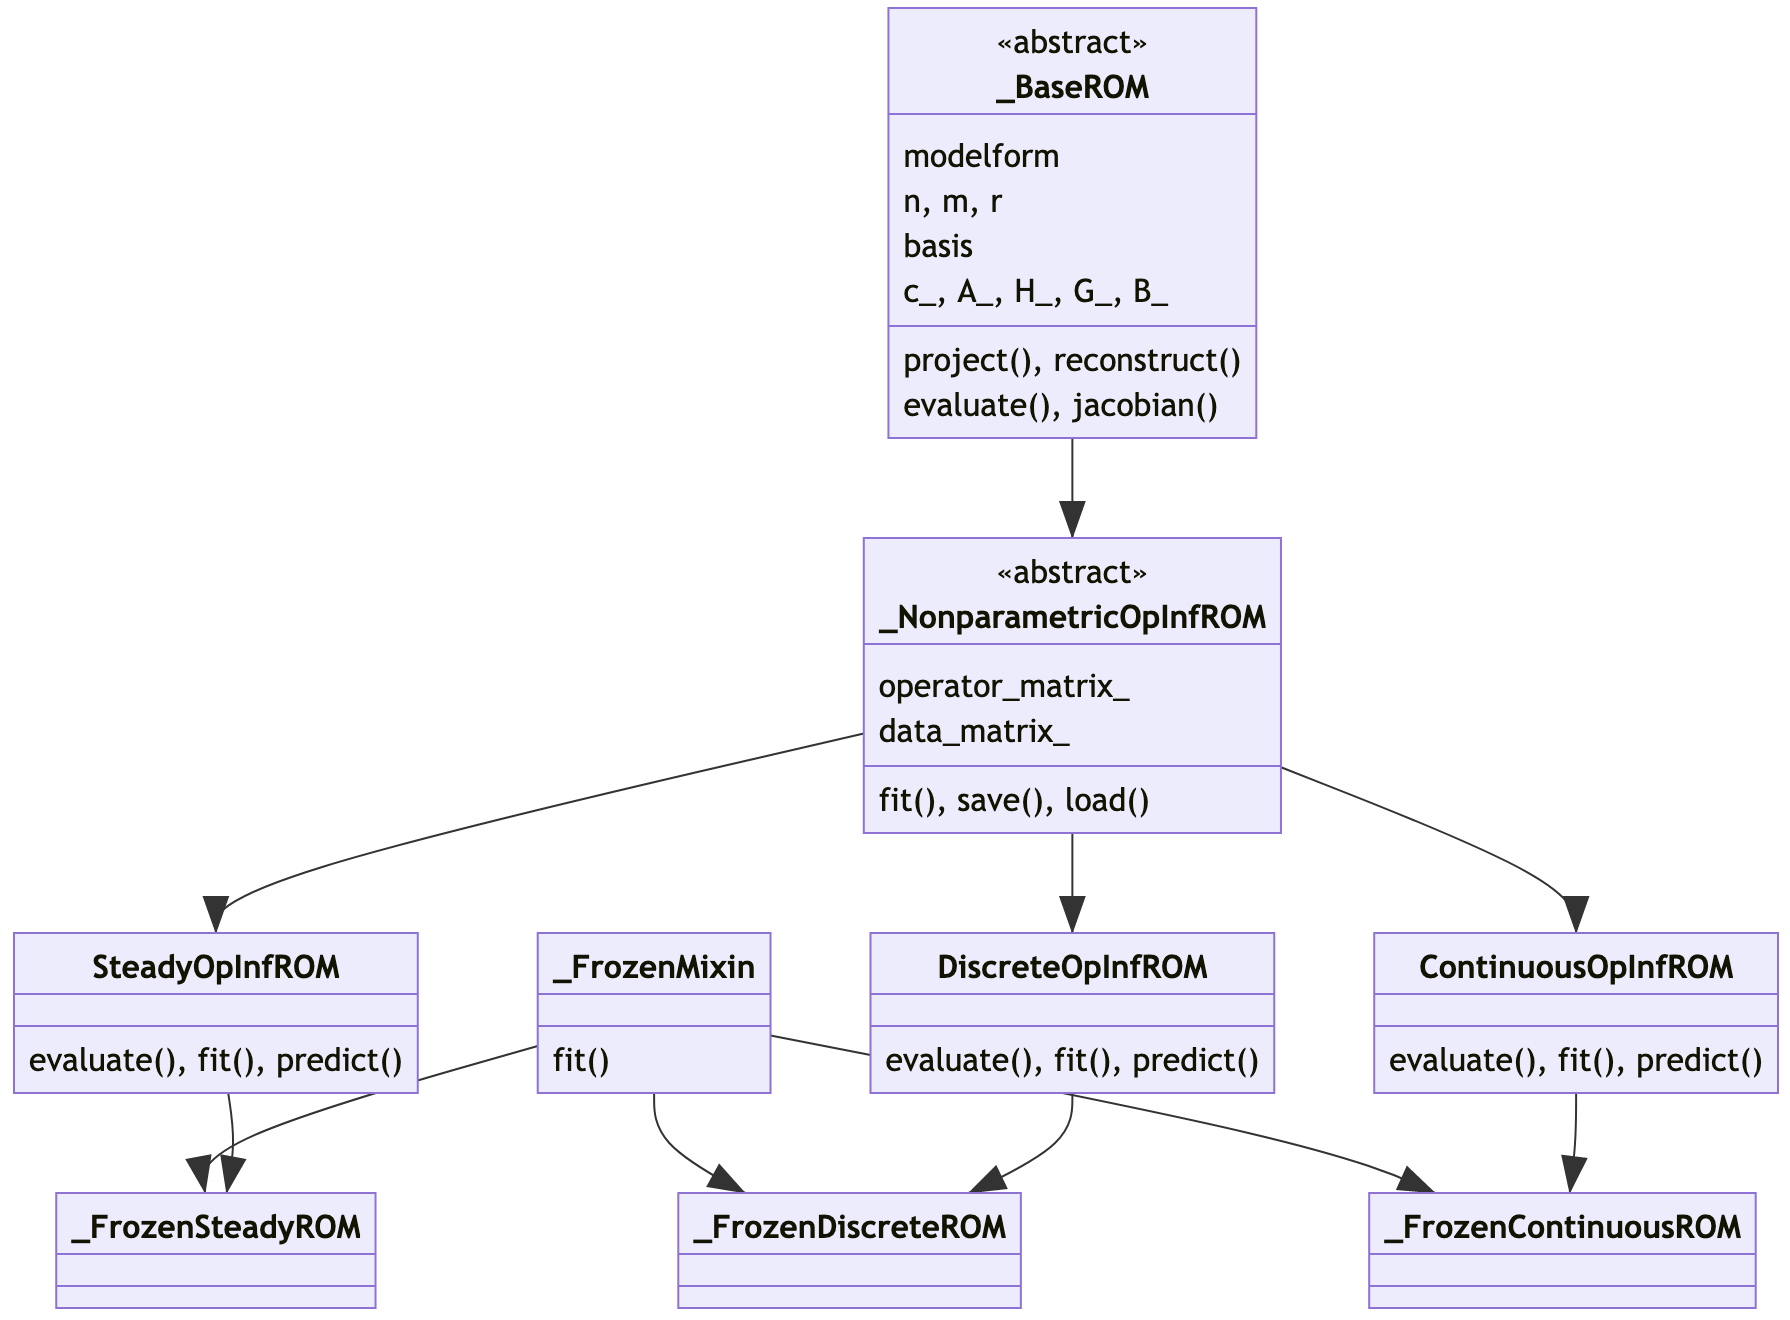 «abstract»
_BaseROM
modelform
n, m, r
basis
c_, A_, H_, G_, B_
project(), reconstruct()
evaluate(), jacobian()
«abstract»
_NonparametricOpInfROM
operator_matrix_
data_matrix_
fit(), save(), load()
SteadyOpInfROM
evaluate(), fit(), predict()
_FrozenMixin
fit()
DiscreteOpInfROM
evaluate(), fit(), predict()
ContinuousOpInfROM
evaluate(), fit(), predict()
_FrozenSteadyROM
_FrozenDiscreteROM
_FrozenContinuousROM